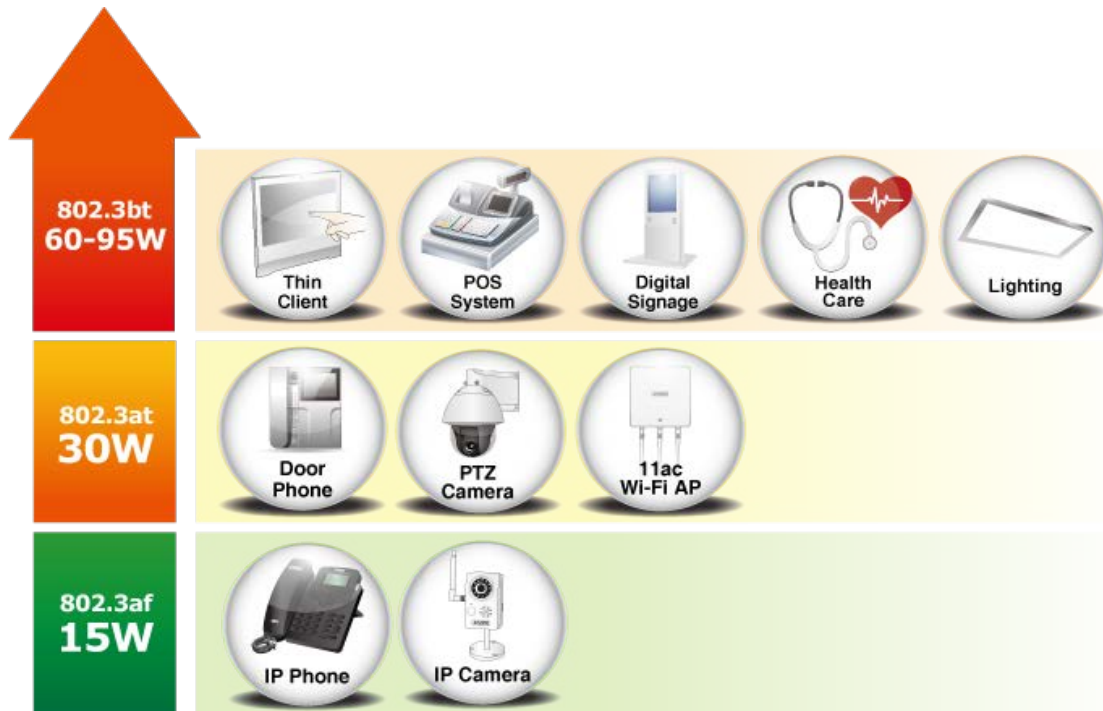 802.3bt
60-95W
Thin
Client
POS
System
Digital
Signage
Health
Care
Lighting
802.3at
30W
Door
Phone
PTZ
Camera
11ac
Wi-Fi AP
802.3af
15W
IP Phone
IP Camera